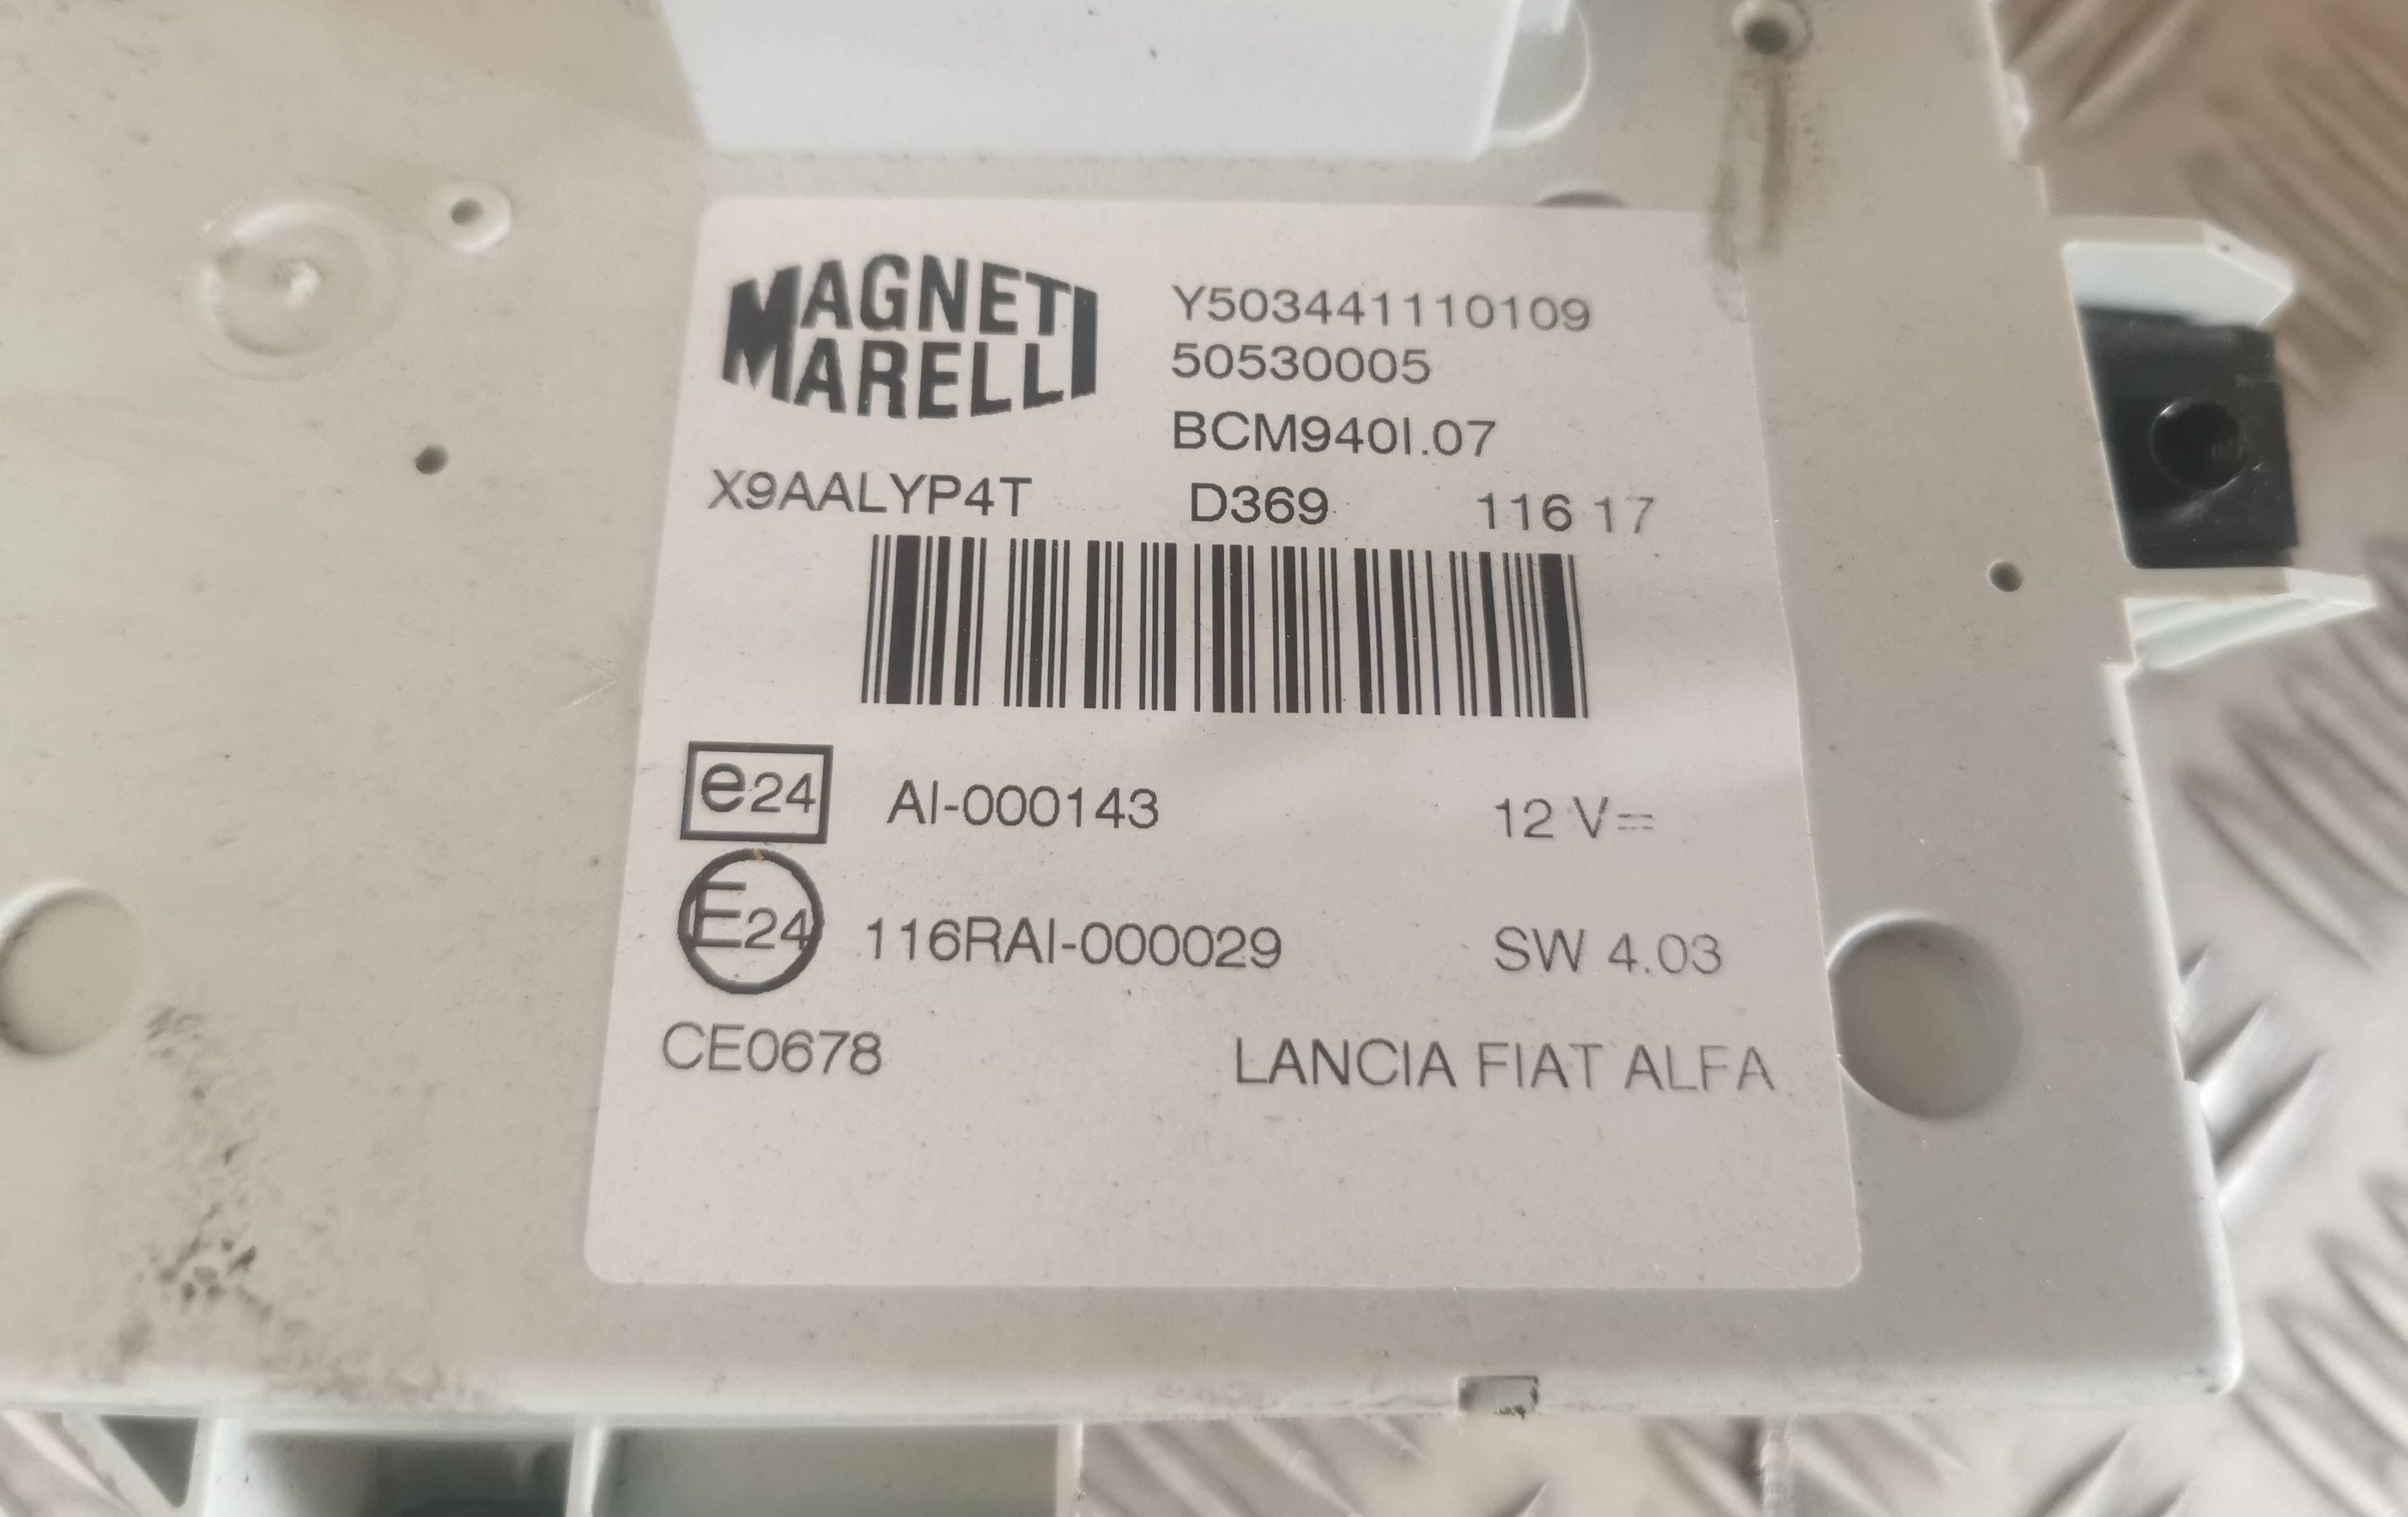 MAGNETI
MARELLI
Y503441110109
50530005
BCM940I.07
X9AALYP4T D369 116 17
e24 AI-000143 12 V⎓
E24 116RAI-000029 SW 4.03
CE0678 LANCIA FIAT ALFA